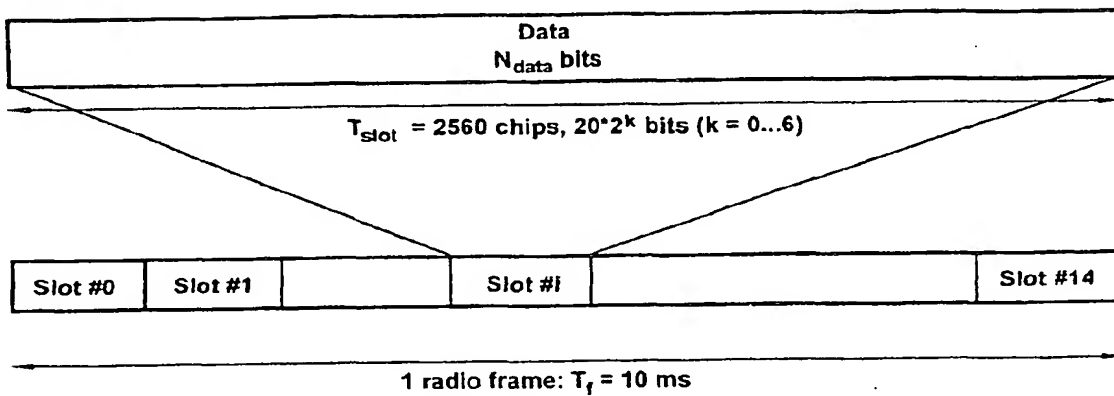 Data
N_data bits
T_slot = 2560 chips, 20*2^k bits (k = 0...6)
Slot #0 Slot #1 Slot #i Slot #14
1 radio frame: T_f = 10 ms